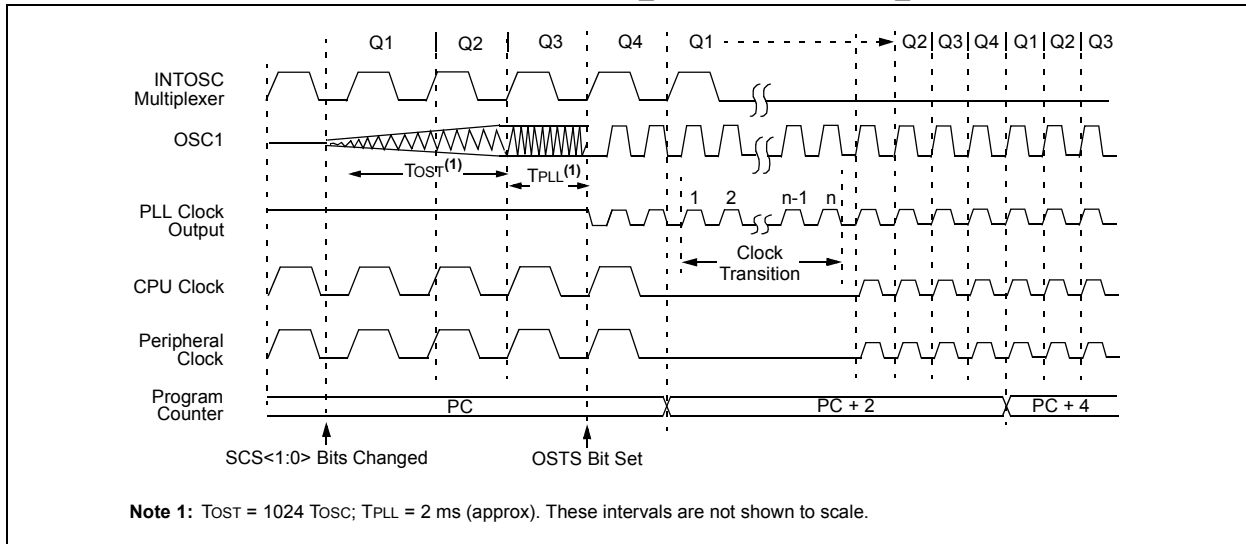 Q1 Q2 Q3 Q4 Q1 Q2 Q3 Q4 Q1 Q2 Q3
INTOSC
Multiplexer
OSC1
TOST(1)
TPLL(1)
1 2 n-1 n
PLL Clock
Output
Clock
Transition
CPU Clock
Peripheral
Clock
Program
Counter
PC PC + 2 PC + 4
SCS<1:0> Bits Changed
OSTS Bit Set
Note 1: TOST = 1024 TOSC; TPLL = 2 ms (approx). These intervals are not shown to scale.